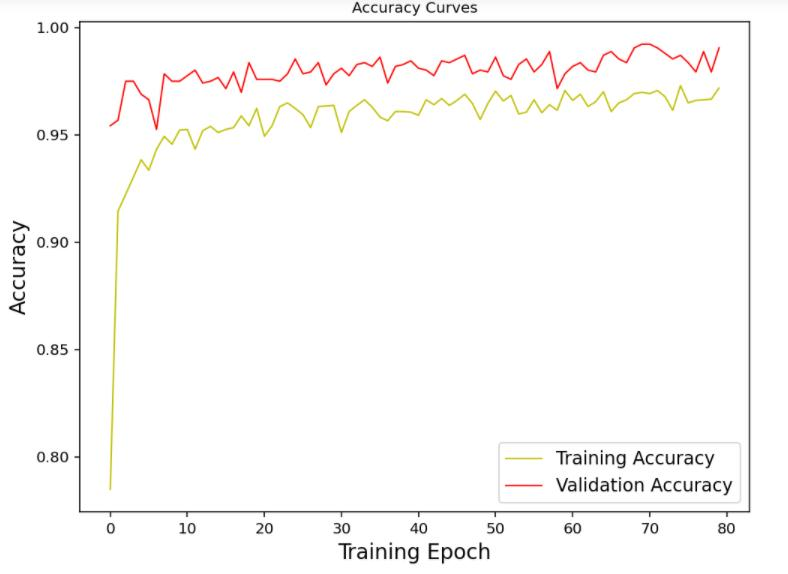 Accuracy Curves
1.00
0.95
0.90
0.85
0.80
Accuracy
Training Accuracy
Validation Accuracy
0 10 20 30 40 50 60 70 80
Training Epoch